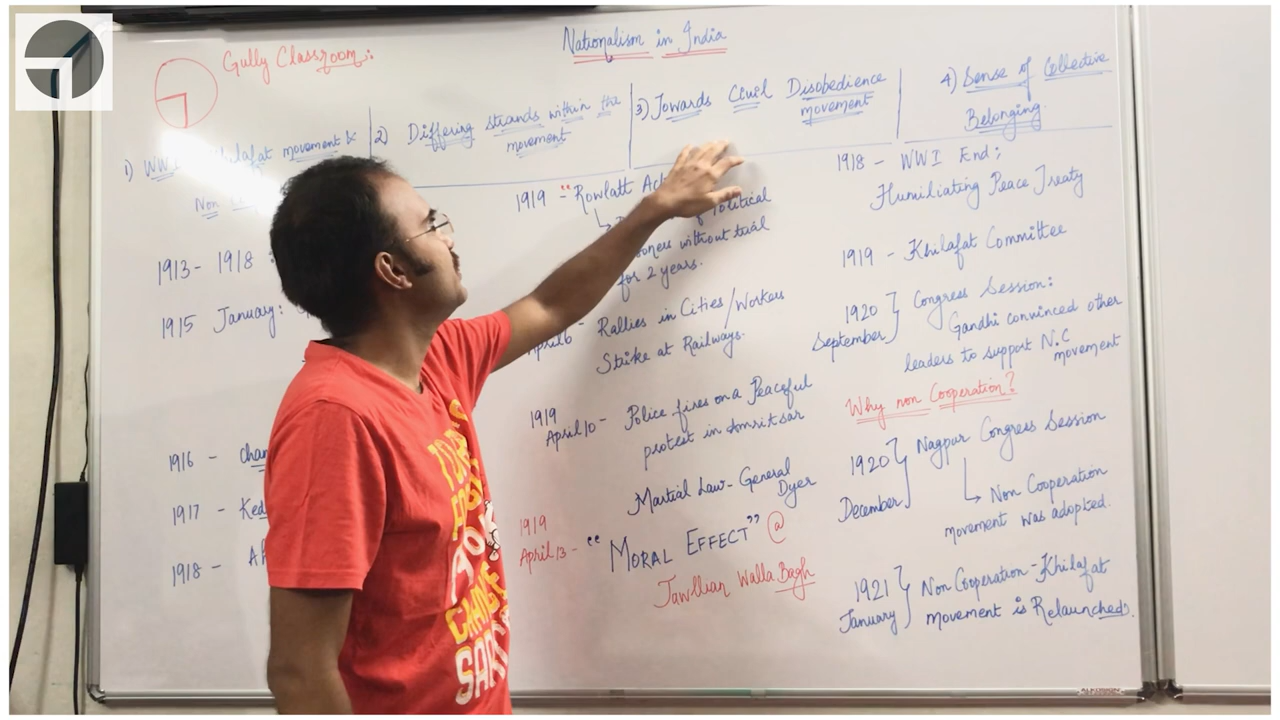 Gully Classroom:
Nationalism in India
1) WWI Khilafat movement &
Non
2) Differing strands within the
movement
3) Towards Civil Disobedience
movement
4) Sense of Collective
Belonging.
1913 - 1918 :
1915 January:
1916 -
1917 -
1918 -
1919 - "Rowlatt Act
of Political
without trial
for 2 years.
April 6 - Rallies in Cities/Workers
Strike at Railways.
1919
April 10 - Police fires on a Peaceful
protest in Amritsar
Martial Law - General
Dyer
1919
April 13 - "MORAL EFFECT" @
Jawllian Walla Bagh
1918 - WWI End;
Humiliating Peace Treaty
1919 - Khilafat Committee
1920
September } Congress Session:
Gandhi convinced other
leaders to support N.C
movement
Why non Cooperation?
1920
December } Nagpur Congress Session
Non Cooperation
movement was adopted.
1921
January } Non Cooperation - Khilafat
movement is Relaunched.